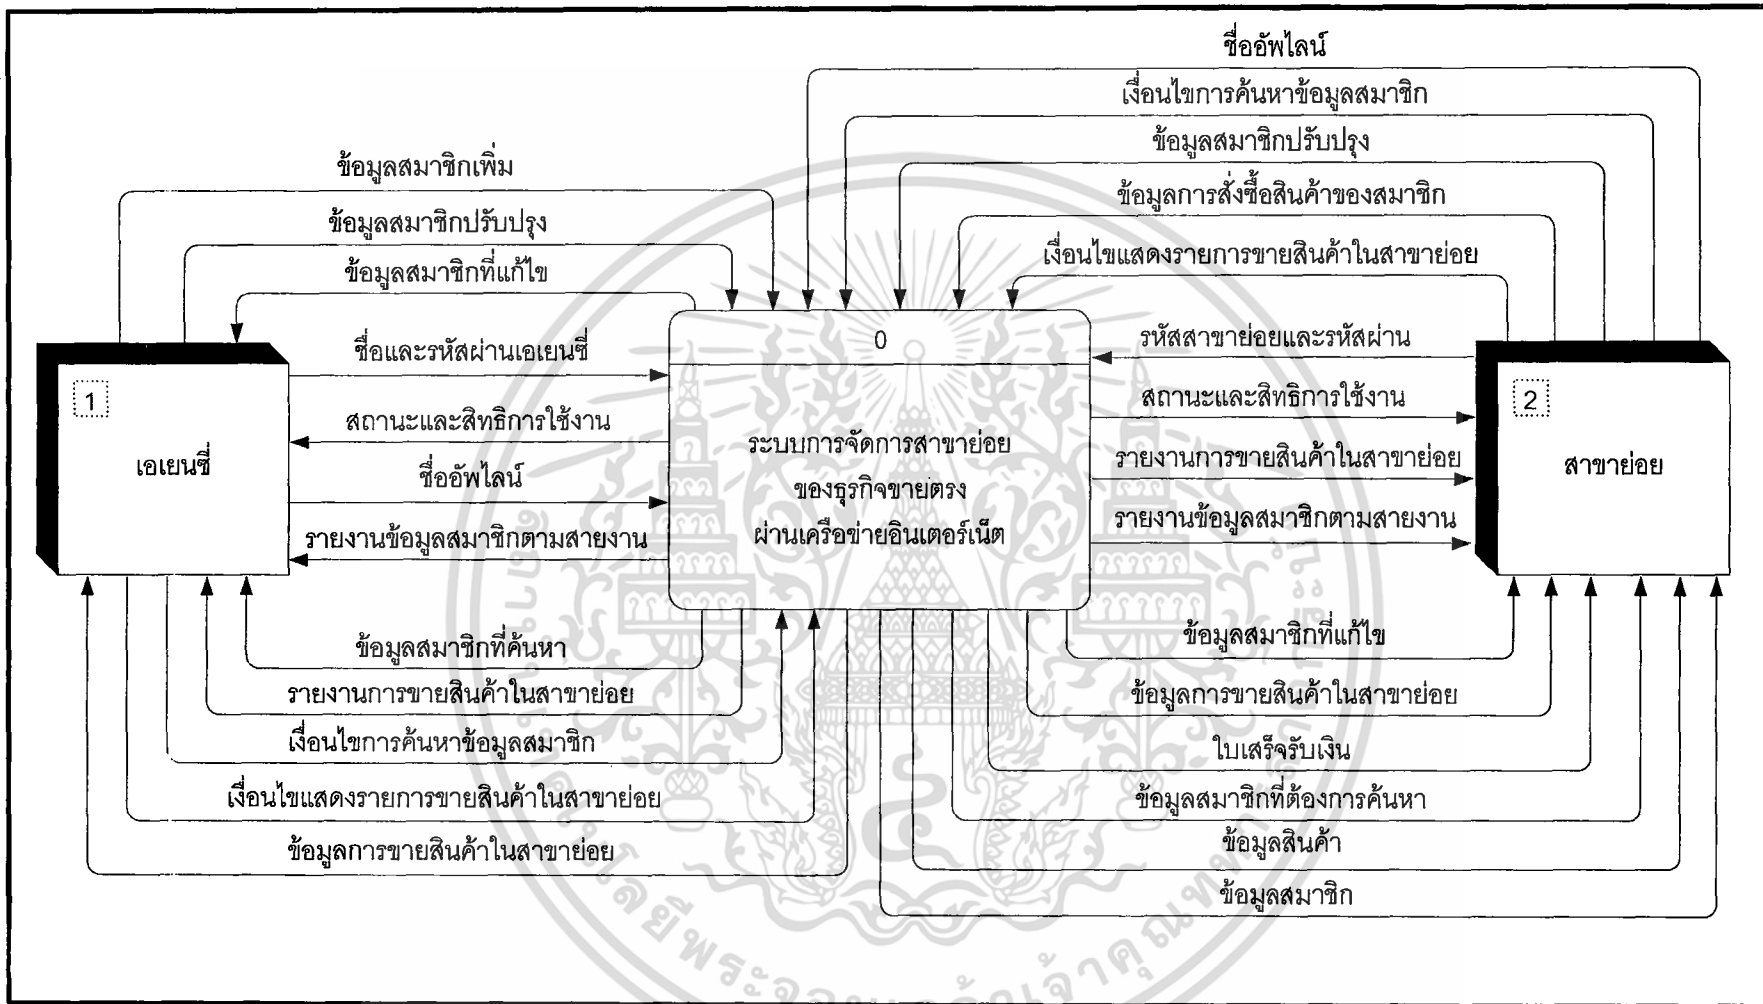 ชื่ออัพไลน์
เงื่อนไขการค้นหาข้อมูลสมาชิก
ข้อมูลสมาชิกปรับปรุง
ข้อมูลการสั่งซื้อสินค้าของสมาชิก
เงื่อนไขแสดงรายการขายสินค้าในสาขาย่อย
ข้อมูลสมาชิกเพิ่ม
ข้อมูลสมาชิกปรับปรุง
ข้อมูลสมาชิกที่แก้ไข
ชื่อและรหัสผ่านเอเยนซี่
สถานะและสิทธิการใช้งาน
ชื่ออัพไลน์
รายงานข้อมูลสมาชิกตามสายงาน
1
เอเยนซี่
0
ระบบการจัดการสาขาย่อย
ของธุรกิจขายตรง
ผ่านเครือข่ายอินเตอร์เน็ต
รหัสสาขาย่อยและรหัสผ่าน
สถานะและสิทธิการใช้งาน
รายงานการขายสินค้าในสาขาย่อย
รายงานข้อมูลสมาชิกตามสายงาน
2
สาขาย่อย
ข้อมูลสมาชิกที่ค้นหา
รายงานการขายสินค้าในสาขาย่อย
เงื่อนไขการค้นหาข้อมูลสมาชิก
เงื่อนไขแสดงรายการขายสินค้าในสาขาย่อย
ข้อมูลการขายสินค้าในสาขาย่อย
ข้อมูลสมาชิกที่แก้ไข
ข้อมูลการขายสินค้าในสาขาย่อย
ใบเสร็จรับเงิน
ข้อมูลสมาชิกที่ต้องการค้นหา
ข้อมูลสินค้า
ข้อมูลสมาชิก